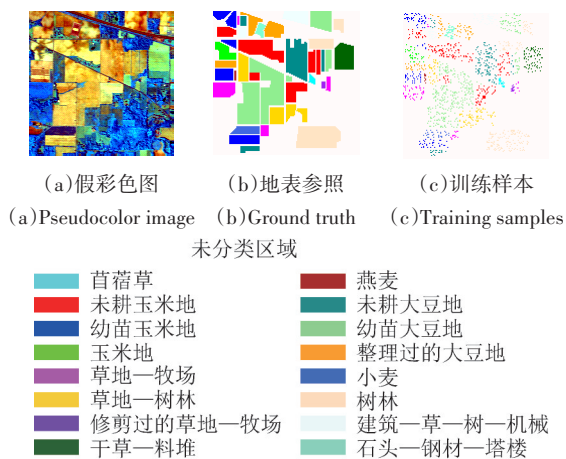 (a)假彩色图 (b)地表参照 (c)训练样本
(a)Pseudocolor image (b)Ground truth (c)Training samples
未分类区域
苜蓿草 燕麦
未耕玉米地 未耕大豆地
幼苗玉米地 幼苗大豆地
玉米地 整理过的大豆地
草地—牧场 小麦
草地—树林 树林
修剪过的草地—牧场 建筑—草—树—机械
干草—料堆 石头—钢材—塔楼